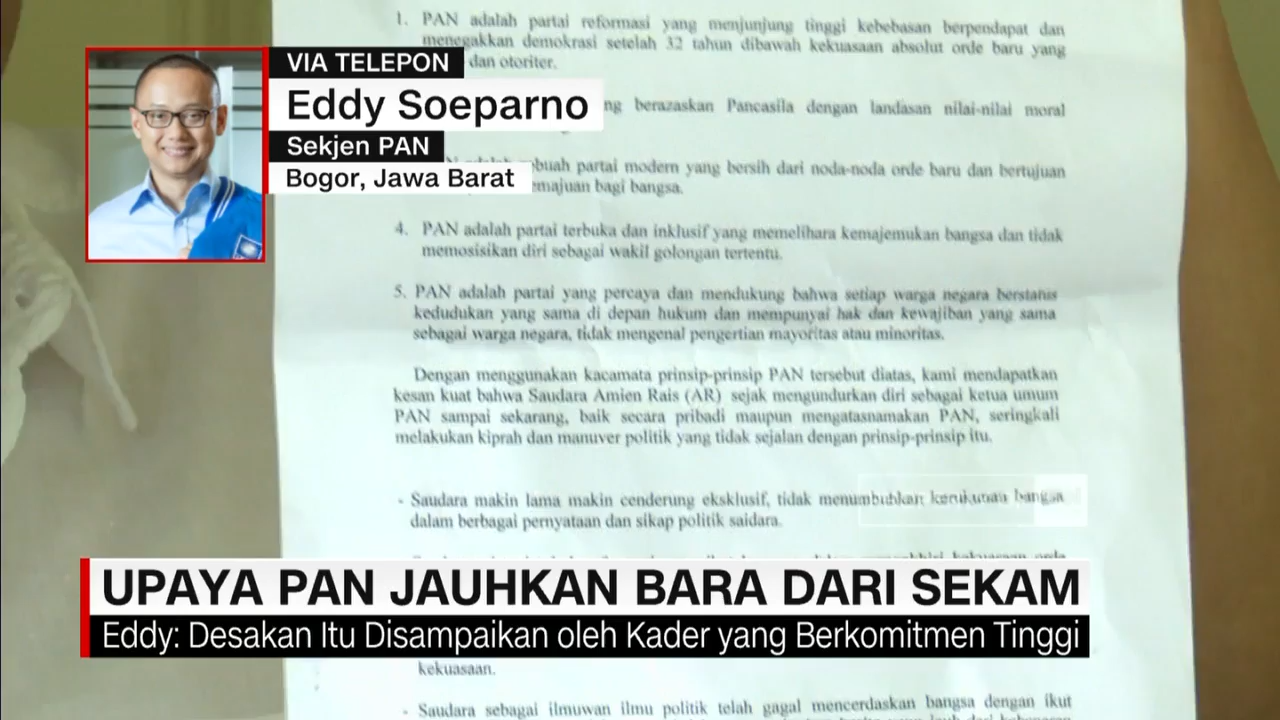 VIA TELEPON
Eddy Soeparno
Sekjen PAN
Bogor, Jawa Barat
1. PAN adalah partai reformasi yang menjunjung tinggi kebebasan berpendapat dan
menegakkan demokrasi setelah 32 tahun dibawah kekuasaan absolut orde baru yang
dan otoriter.
berazaskan Pancasila dengan landasan nilai-nilai moral
partai modern yang bersih dari noda-noda orde baru dan bertujuan
bagi bangsa.
4. PAN adalah partai terbuka dan inklusif yang memelihara kemajemukan bangsa dan tidak
memosisikan diri sebagai wakil golongan tertentu.
5. PAN adalah partai yang percaya dan mendukung bahwa setiap warga negara berstatus
kedudukan yang sama di depan hukum dan mempunyai hak dan kewajiban yang sama
sebagai warga negara, tidak mengenal pengertian mayoritas atau minoritas.
Dengan menggunakan kacamata prinsip-prinsip PAN tersebut diatas, kami mendapatkan
kesan kuat bahwa Saudara Amien Rais (AR) sejak mengundurkan diri sebagai ketua umum
PAN sampai sekarang, baik secara pribadi maupun mengatasnamakan PAN, seringkali
melakukan kiprah dan manuver politik yang tidak sejalan dengan prinsip-prinsip itu.
- Saudara makin lama makin cenderung eksklusif, tidak menumbuhkan kerukunan bangsa
dalam berbagai pernyataan dan sikap politik saidara.
UPAYA PAN JAUHKAN BARA DARI SEKAM
Eddy: Desakan Itu Disampaikan oleh Kader yang Berkomitmen Tinggi
kekuasaan.
- Saudara sebagai ilmuwan ilmu politik telah gagal mencerdaskan bangsa dengan ikut